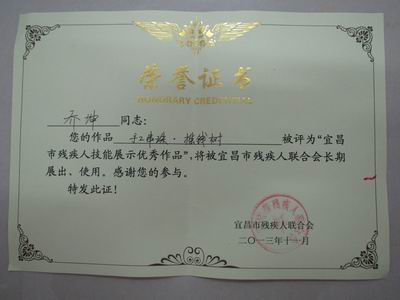 荣誉证书
HONORARY CREDENTIAL
乔坤 同志:
您的作品 手工串珠·摇钱树 被评为“宜昌
市残疾人技能展示优秀作品”,将被宜昌市残疾人联合会长期
展出、使用。感谢您的参与。
特发此证!
宜昌市残疾人联合会
二〇一三年十一月